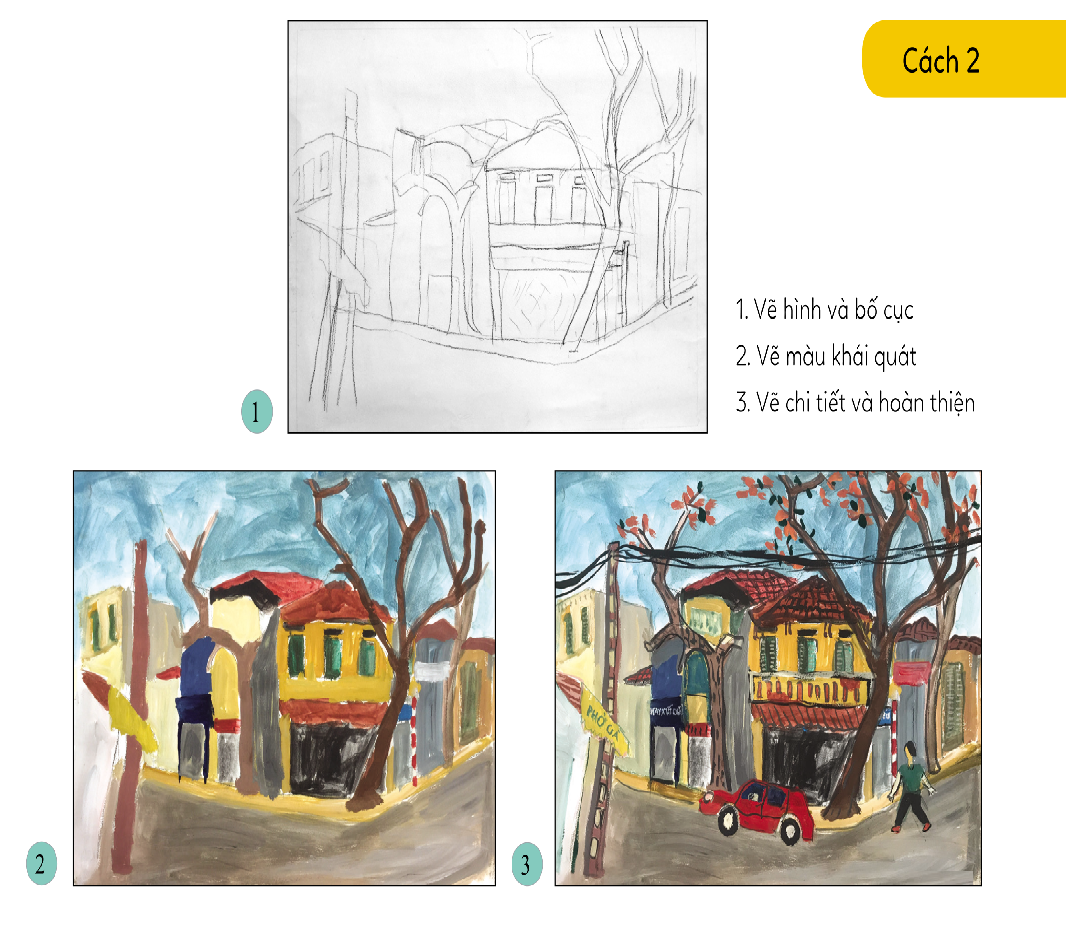 Cách 2
1. Vẽ hình và bố cục
2. Vẽ màu khái quát
3. Vẽ chi tiết và hoàn thiện
1
2
3
PHỞ GÀ